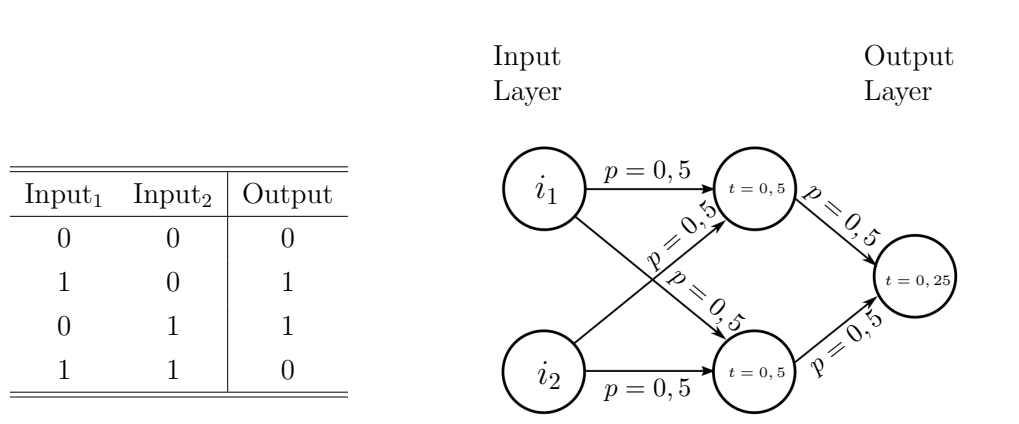 Input₁ Input₂ Output
0 0 0
1 0 1
0 1 1
1 1 0
Input
Layer
Output
Layer
i₁
p = 0, 5
t = 0, 5
p = 0, 5
p = 0, 5
p = 0, 5
t = 0, 25
i₂
p = 0, 5
t = 0, 5
p = 0, 5